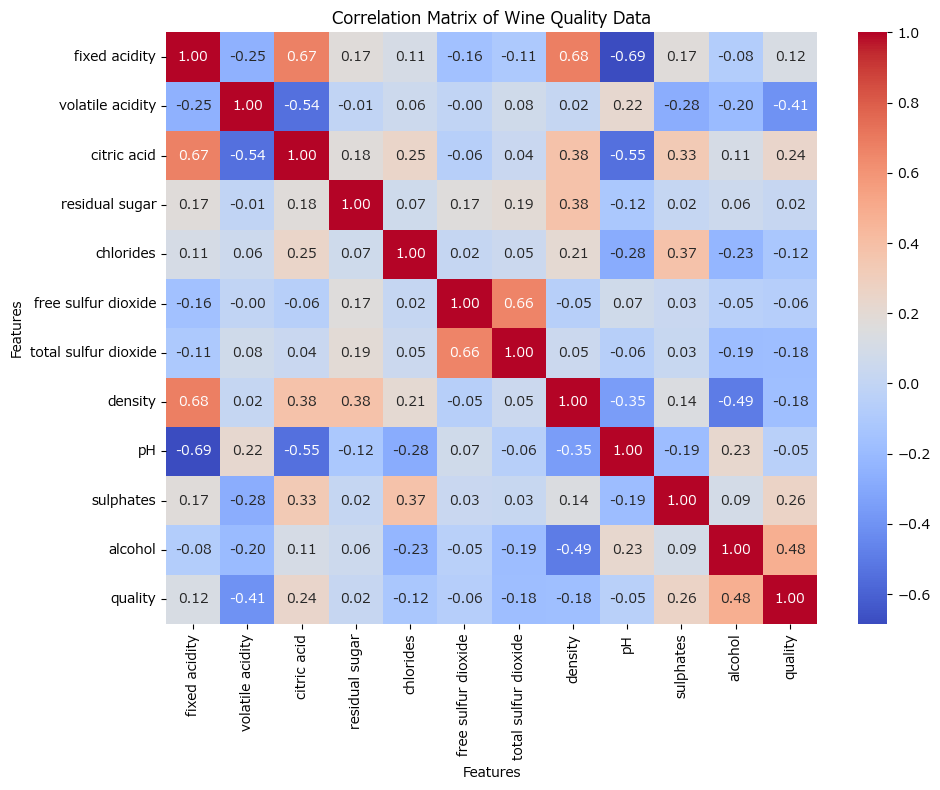 Correlation Matrix of Wine Quality Data
fixed acidity 1.00 -0.25 0.67 0.17 0.11 -0.16 -0.11 0.68 -0.69 0.17 -0.08 0.12
volatile acidity -0.25 1.00 -0.54 -0.01 0.06 -0.00 0.08 0.02 0.22 -0.28 -0.20 -0.41
citric acid 0.67 -0.54 1.00 0.18 0.25 -0.06 0.04 0.38 -0.55 0.33 0.11 0.24
residual sugar 0.17 -0.01 0.18 1.00 0.07 0.17 0.19 0.38 -0.12 0.02 0.06 0.02
chlorides 0.11 0.06 0.25 0.07 1.00 0.02 0.05 0.21 -0.28 0.37 -0.23 -0.12
free sulfur dioxide -0.16 -0.00 -0.06 0.17 0.02 1.00 0.66 -0.05 0.07 0.03 -0.05 -0.06
total sulfur dioxide -0.11 0.08 0.04 0.19 0.05 0.66 1.00 0.05 -0.06 0.03 -0.19 -0.18
density 0.68 0.02 0.38 0.38 0.21 -0.05 0.05 1.00 -0.35 0.14 -0.49 -0.18
pH -0.69 0.22 -0.55 -0.12 -0.28 0.07 -0.06 -0.35 1.00 -0.19 0.23 -0.05
sulphates 0.17 -0.28 0.33 0.02 0.37 0.03 0.03 0.14 -0.19 1.00 0.09 0.26
alcohol -0.08 -0.20 0.11 0.06 -0.23 -0.05 -0.19 -0.49 0.23 0.09 1.00 0.48
quality 0.12 -0.41 0.24 0.02 -0.12 -0.06 -0.18 -0.18 -0.05 0.26 0.48 1.00
Features
fixed acidity
volatile acidity
citric acid
residual sugar
chlorides
free sulfur dioxide
total sulfur dioxide
density
pH
sulphates
alcohol
quality
Features
1.0
0.8
0.6
0.4
0.2
0.0
−0.2
−0.4
−0.6